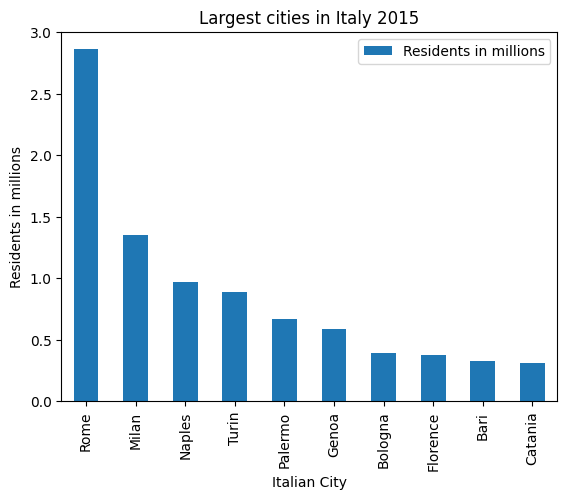 Largest cities in Italy 2015
Residents in millions
Residents in millions
3.0
2.5
2.0
1.5
1.0
0.5
0.0
Rome
Milan
Naples
Turin
Palermo
Genoa
Bologna
Florence
Bari
Catania
Italian City